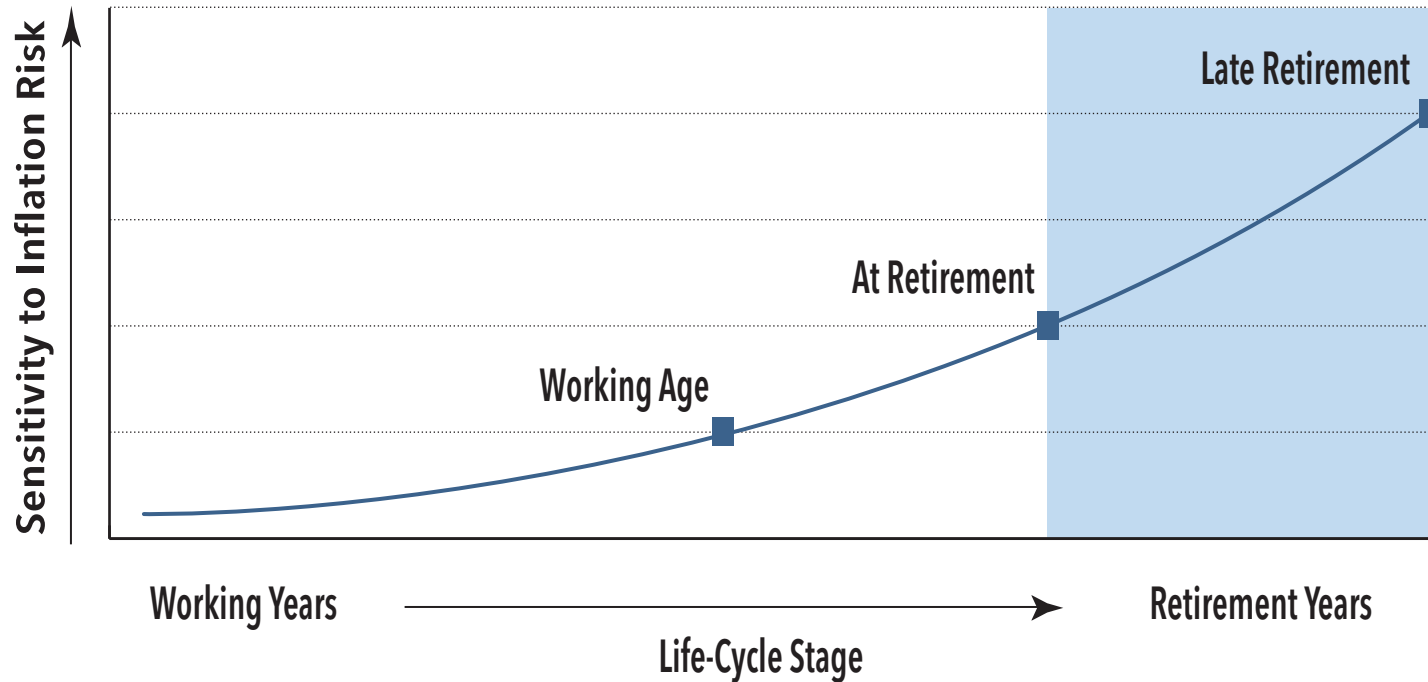 Sensitivity to Inflation Risk
Late Retirement
At Retirement
Working Age
Working Years
Retirement Years
Life-Cycle Stage